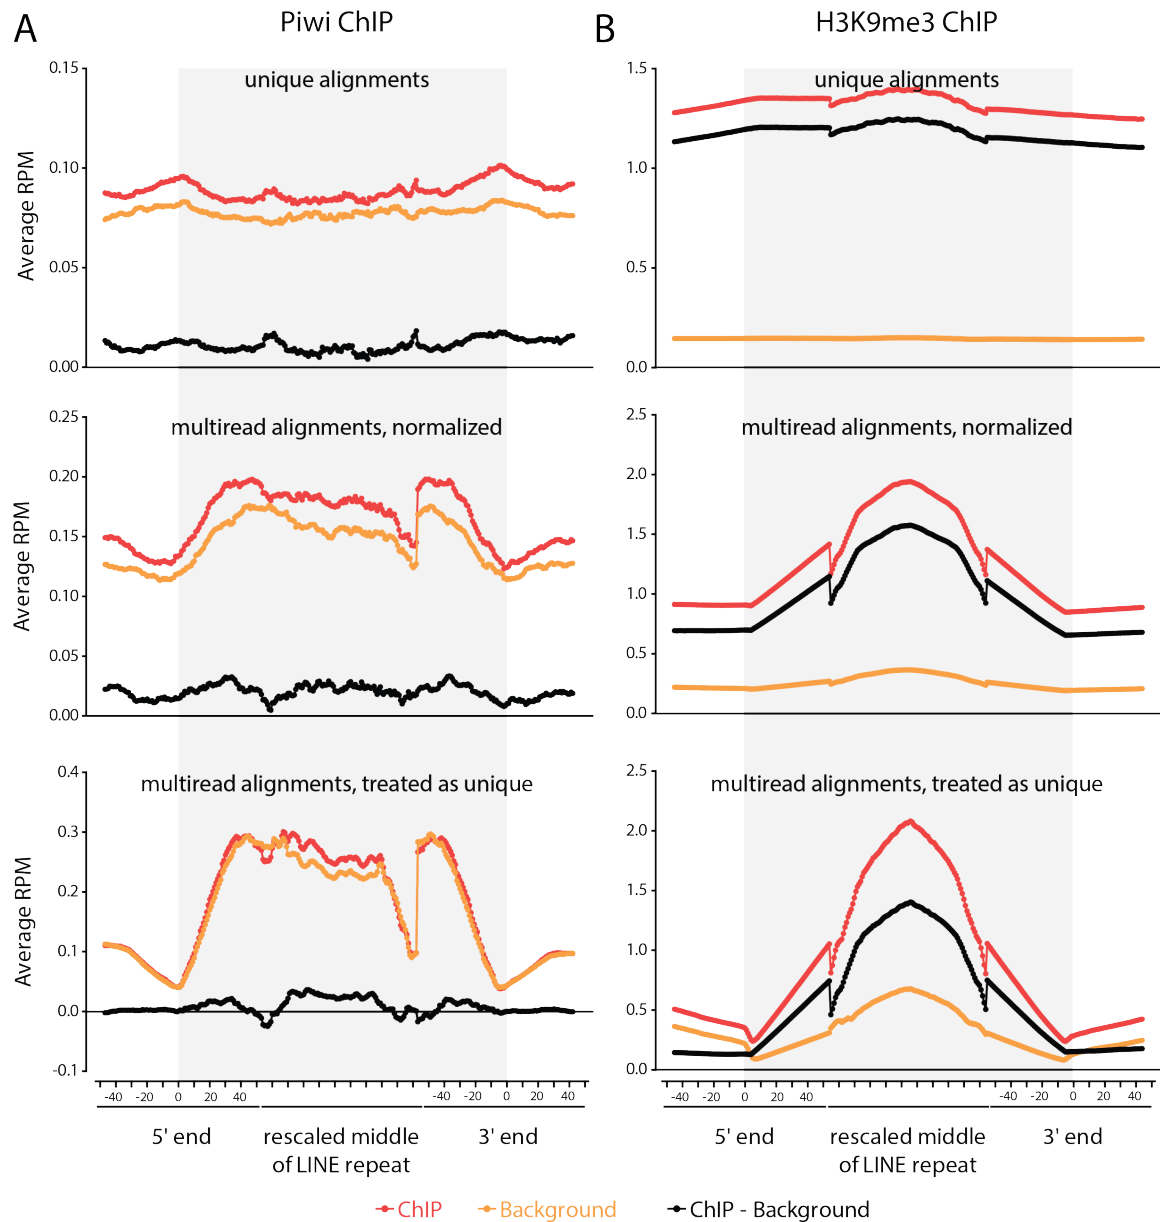 A
Piwi ChIP
B
H3K9me3 ChIP
unique alignments
0.15
0.10
0.05
0.00
Average RPM
unique alignments
1.5
1.0
0.5
0.0
multiread alignments, normalized
0.25
0.20
0.15
0.10
0.05
0.00
Average RPM
multiread alignments, normalized
2.5
2.0
1.5
1.0
0.5
0.0
multiread alignments, treated as unique
0.4
0.3
0.2
0.1
0.0
-0.1
Average RPM
multiread alignments, treated as unique
2.5
2.0
1.5
1.0
0.5
0.0
-40 -20 0 20 40 -40 -20 0 20 40
5' end rescaled middle 3' end
of LINE repeat
-40 -20 0 20 40 -40 -20 0 20 40
5' end rescaled middle 3' end
of LINE repeat
ChIP Background ChIP - Background